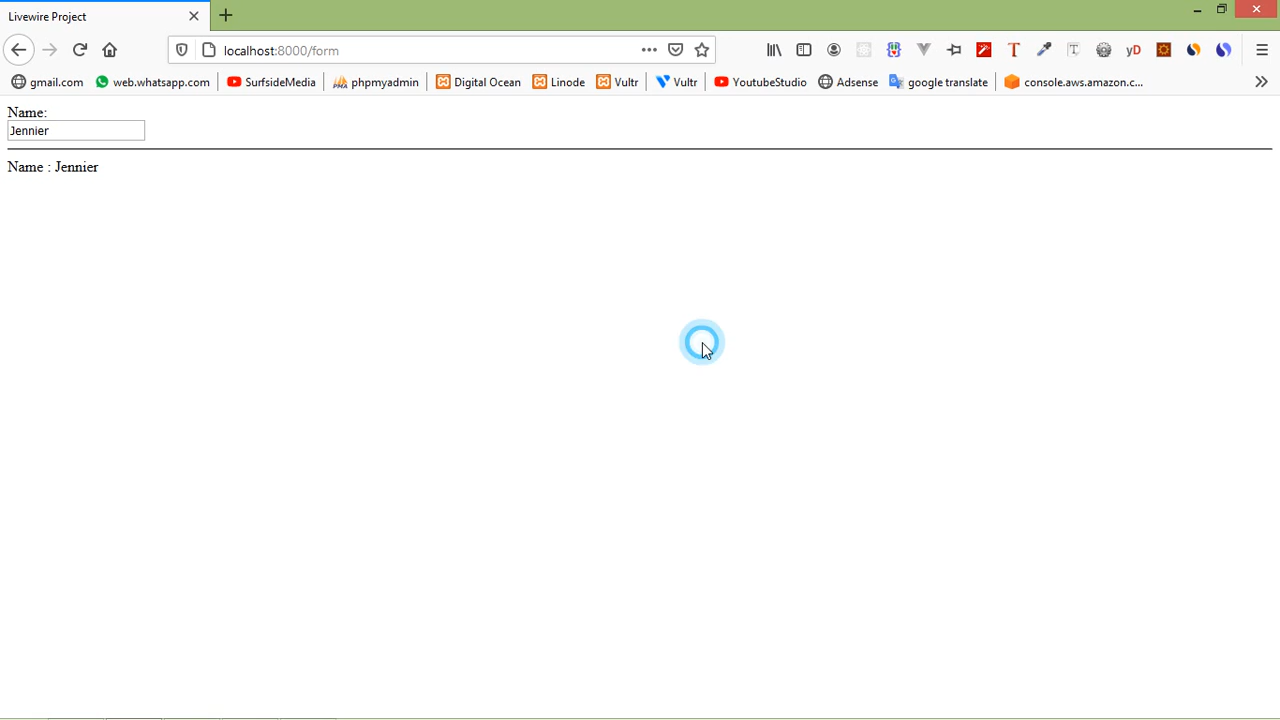 Livewire Project
localhost:8000/form
gmail.com web.whatsapp.com SurfsideMedia phpmyadmin Digital Ocean Linode Vultr Vultr YoutubeStudio Adsense google translate console.aws.amazon.c...
Name:
Jennier
Name : Jennier